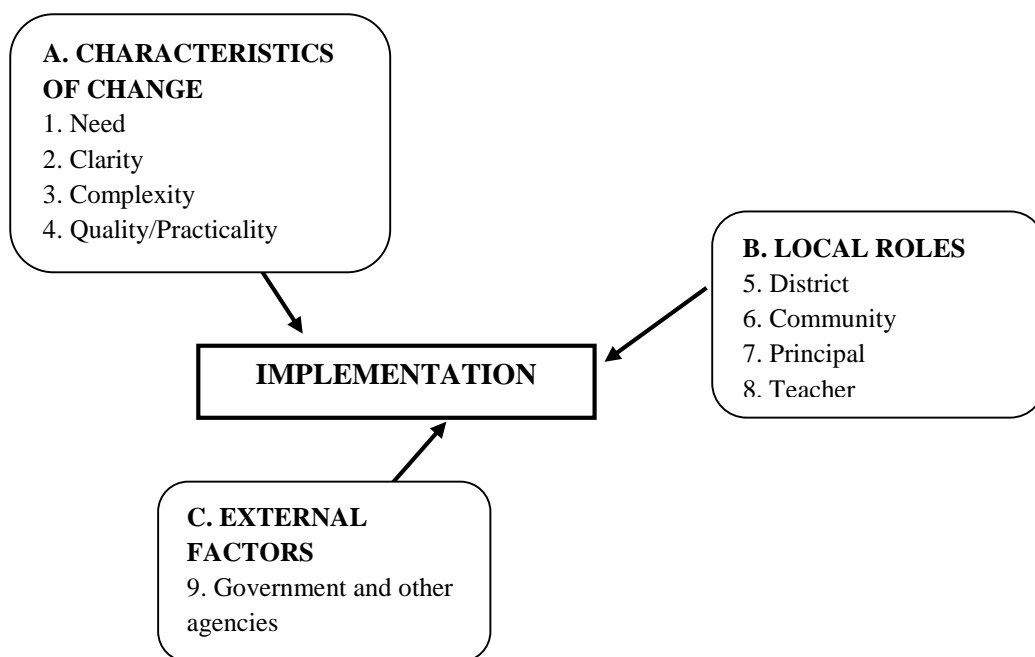 A. CHARACTERISTICS
OF CHANGE
1. Need
2. Clarity
3. Complexity
4. Quality/Practicality
B. LOCAL ROLES
5. District
6. Community
7. Principal
8. Teacher
IMPLEMENTATION
C. EXTERNAL
FACTORS
9. Government and other
agencies